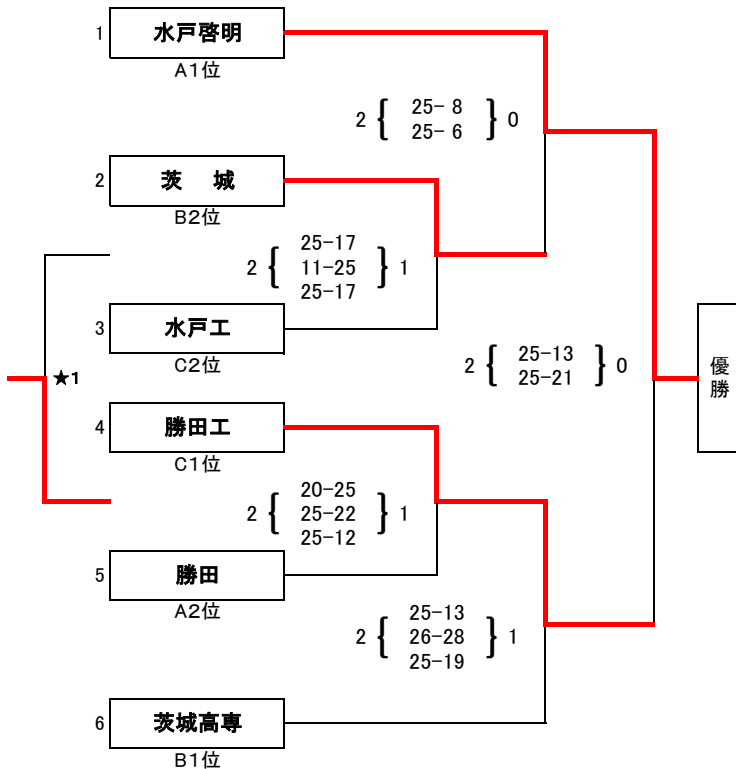 1 水戸啓明
A1位
2 { 25- 8 } 0
25- 6
2 茨 城
B2位
25-17
2 { 11-25 } 1
25-17
3 水戸工
C2位
2 { 25-13 } 0
25-21
優勝
★1
4 勝田工
C1位
20-25
2 { 25-22 } 1
25-12
5 勝田
A2位
25-13
2 { 26-28 } 1
25-19
6 茨城高専
B1位